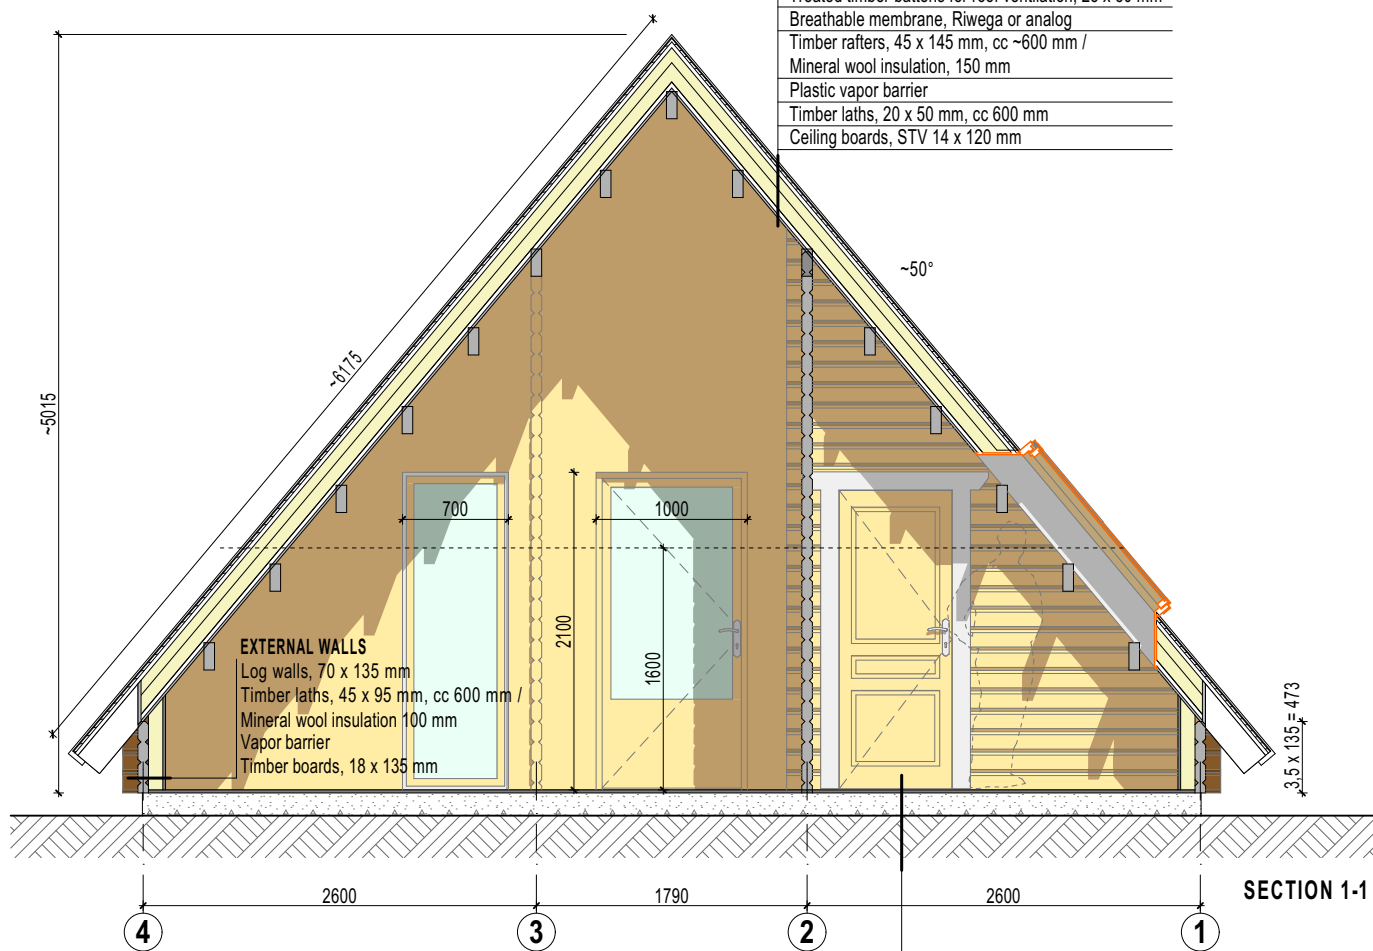 Breathable membrane, Riwega or analog
Timber rafters, 45 x 145 mm, cc ~600 mm /
Mineral wool insulation, 150 mm
Plastic vapor barrier
Timber laths, 20 x 50 mm, cc 600 mm
Ceiling boards, STV 14 x 120 mm
~50°
~6175
~5015
700
1000
2100
1600
EXTERNAL WALLS
Log walls, 70 x 135 mm
Timber laths, 45 x 95 mm, cc 600 mm /
Mineral wool insulation 100 mm
Vapor barrier
Timber boards, 18 x 135 mm
3,5 x 135 = 473
2600
1790
2600
SECTION 1-1
4
3
2
1